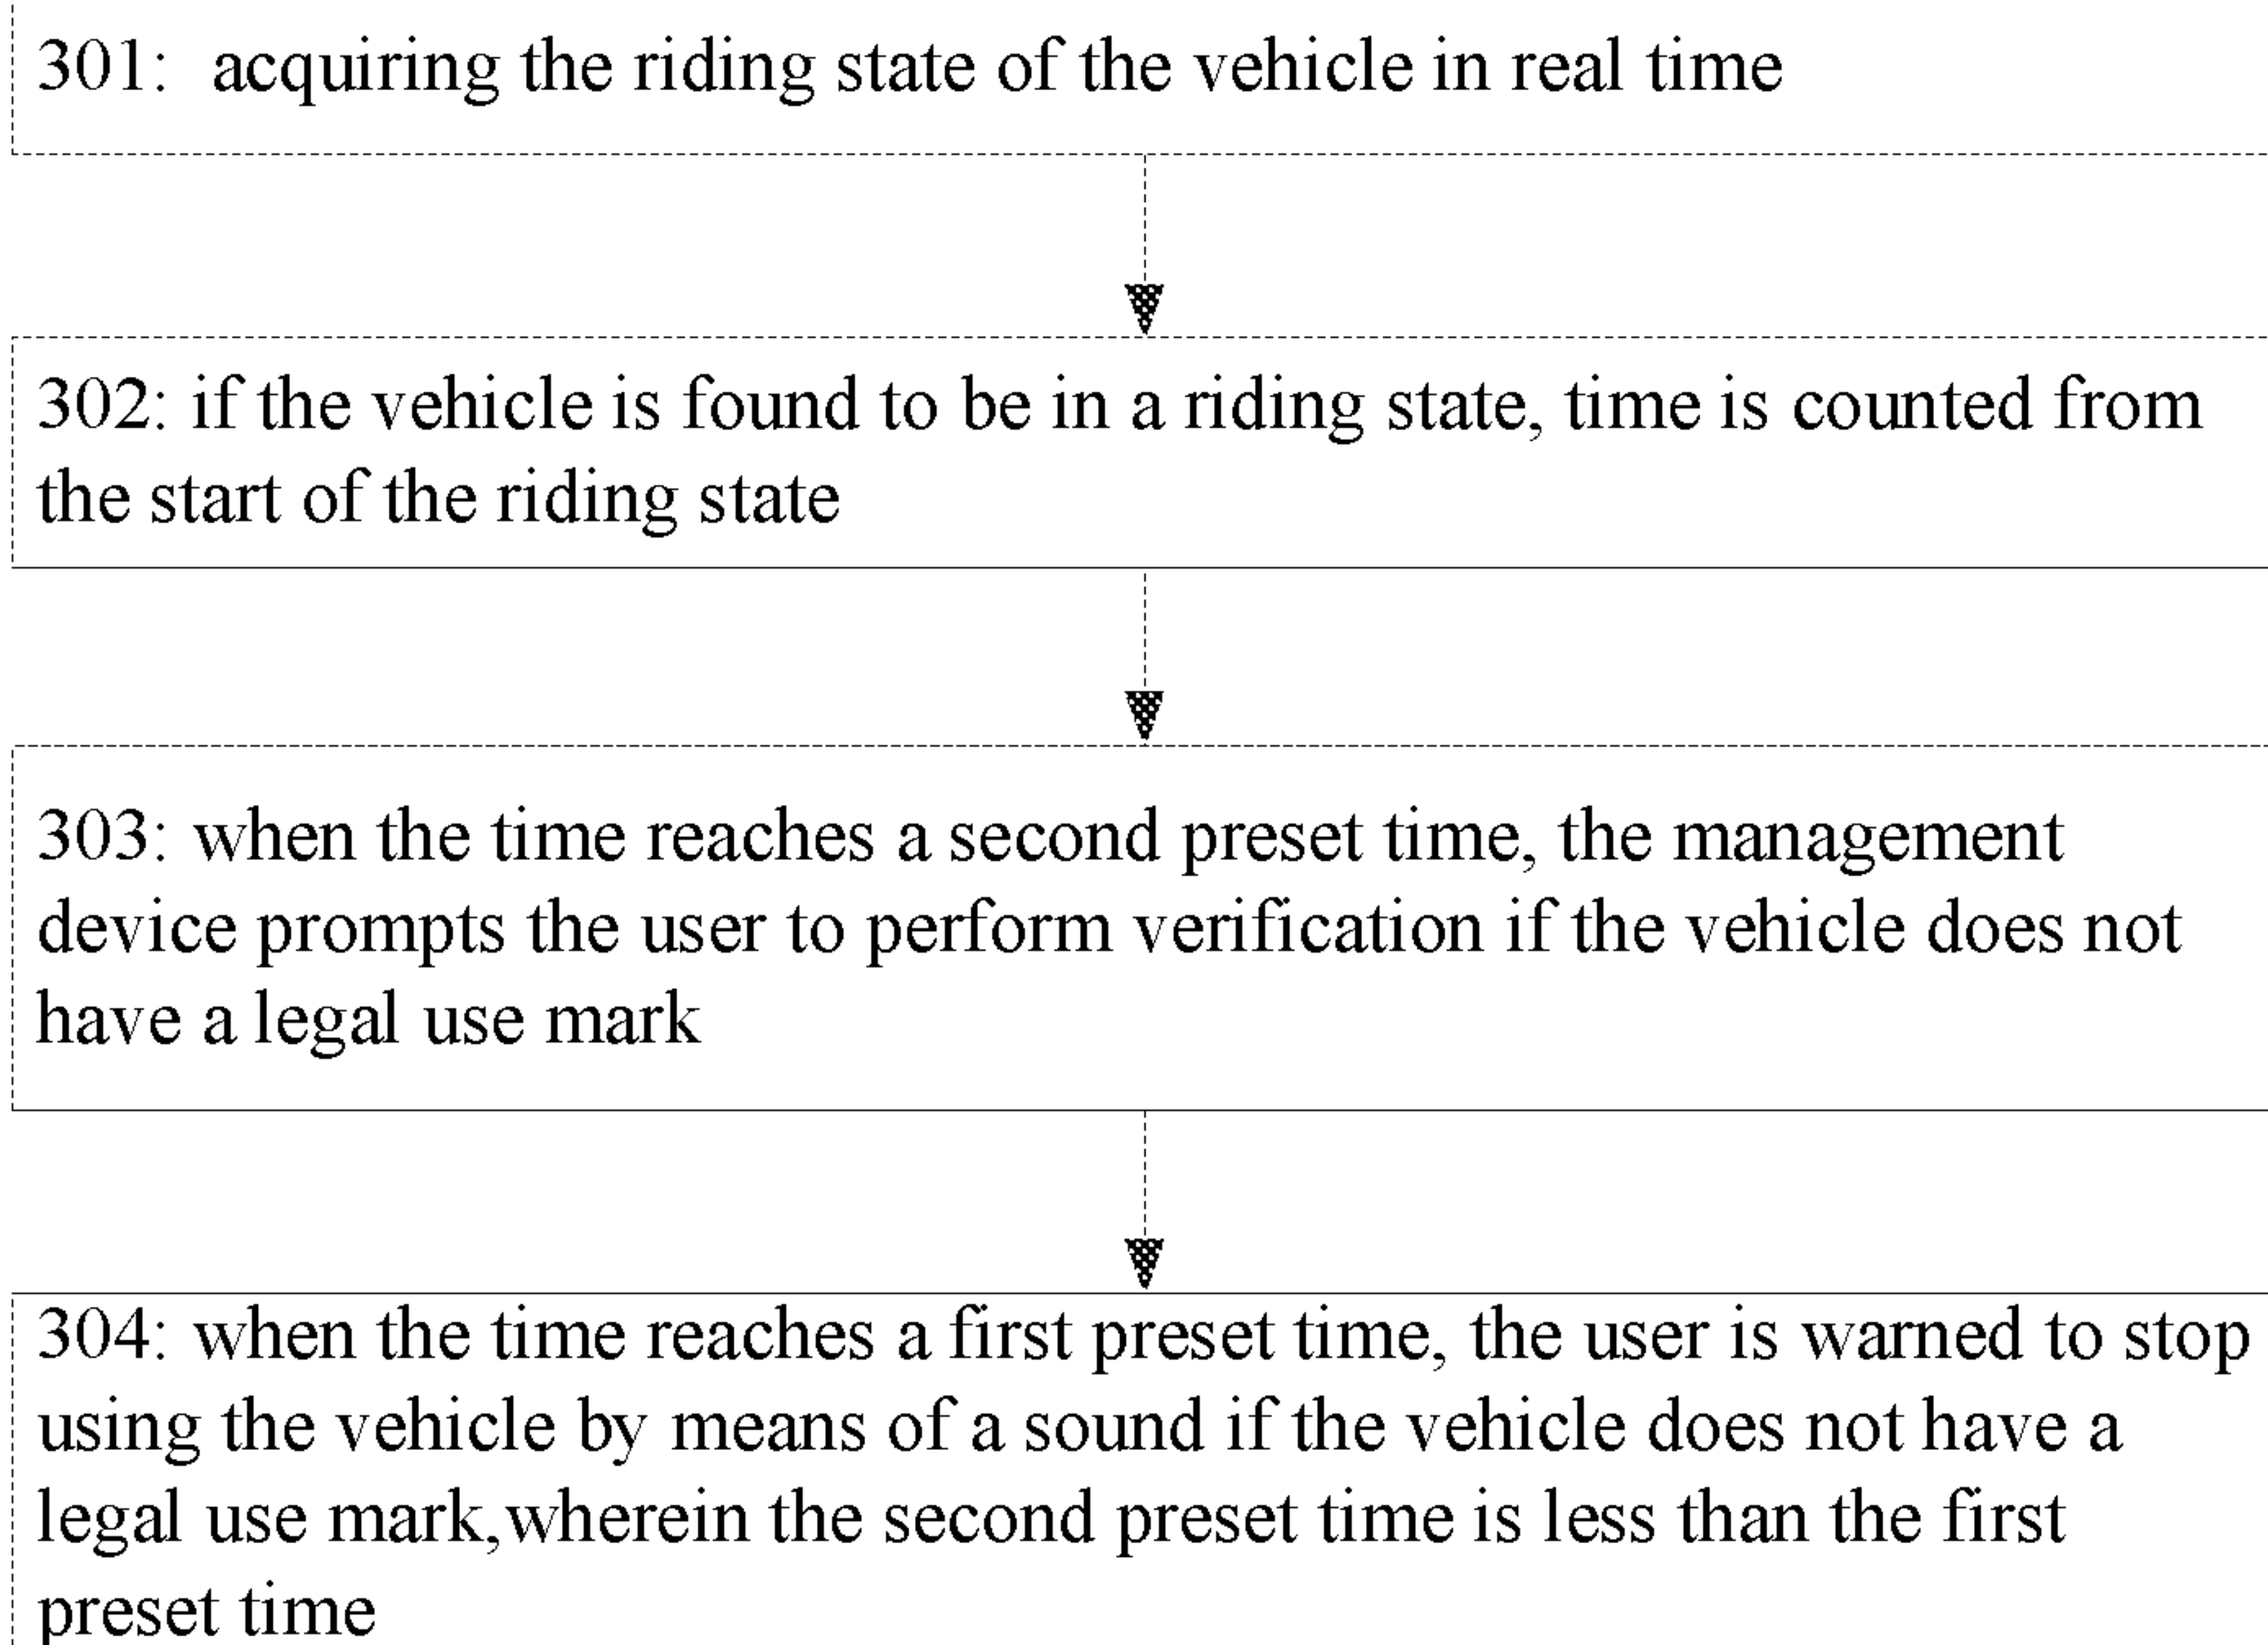 301: acquiring the riding state of the vehicle in real time
302: if the vehicle is found to be in a riding state, time is counted from
the start of the riding state
303: when the time reaches a second preset time, the management
device prompts the user to perform verification if the vehicle does not
have a legal use mark
304: when the time reaches a first preset time, the user is warned to stop
using the vehicle by means of a sound if the vehicle does not have a
legal use mark,wherein the second preset time is less than the first
preset time